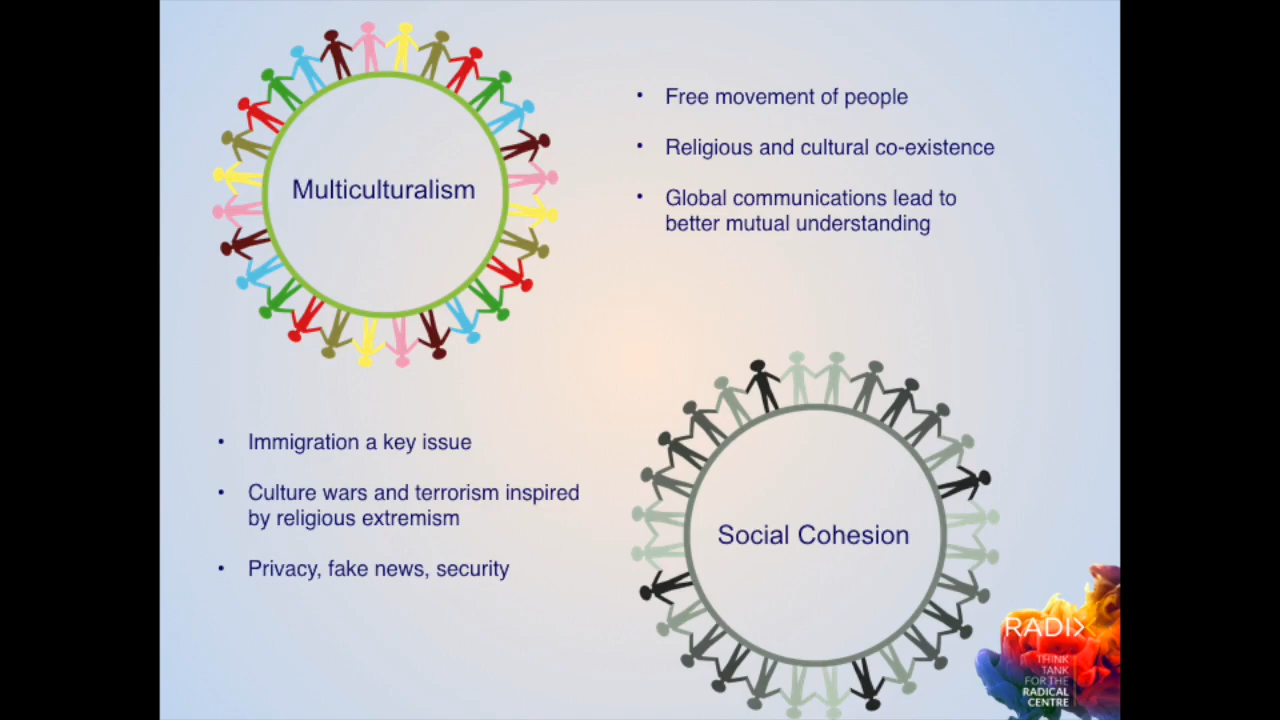 Multiculturalism
• Free movement of people
• Religious and cultural co-existence
• Global communications lead to
better mutual understanding
• Immigration a key issue
• Culture wars and terrorism inspired
by religious extremism
• Privacy, fake news, security
Social Cohesion
RADIX
THINK
TANK
FOR THE
RADICAL
CENTRE